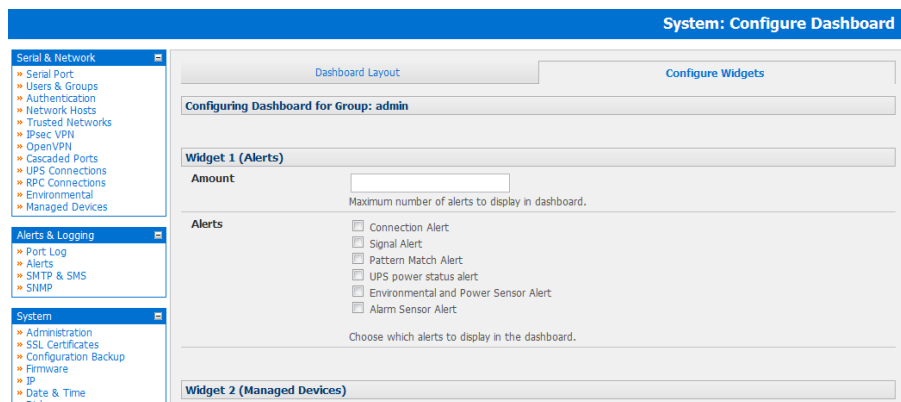 System: Configure Dashboard
Serial & Network
» Serial Port
» Users & Groups
» Authentication
» Network Hosts
» Trusted Networks
» IPsec VPN
» OpenVPN
» Cascaded Ports
» UPS Connections
» RPC Connections
» Environmental
» Managed Devices
Alerts & Logging
» Port Log
» Alerts
» SMTP & SMS
» SNMP
System
» Administration
» SSL Certificates
» Configuration Backup
» Firmware
» IP
» Date & Time
Dashboard Layout
Configure Widgets
Configuring Dashboard for Group: admin
Widget 1 (Alerts)
Amount
Maximum number of alerts to display in dashboard.
Alerts
Connection Alert
Signal Alert
Pattern Match Alert
UPS power status alert
Environmental and Power Sensor Alert
Alarm Sensor Alert
Choose which alerts to display in the dashboard.
Widget 2 (Managed Devices)